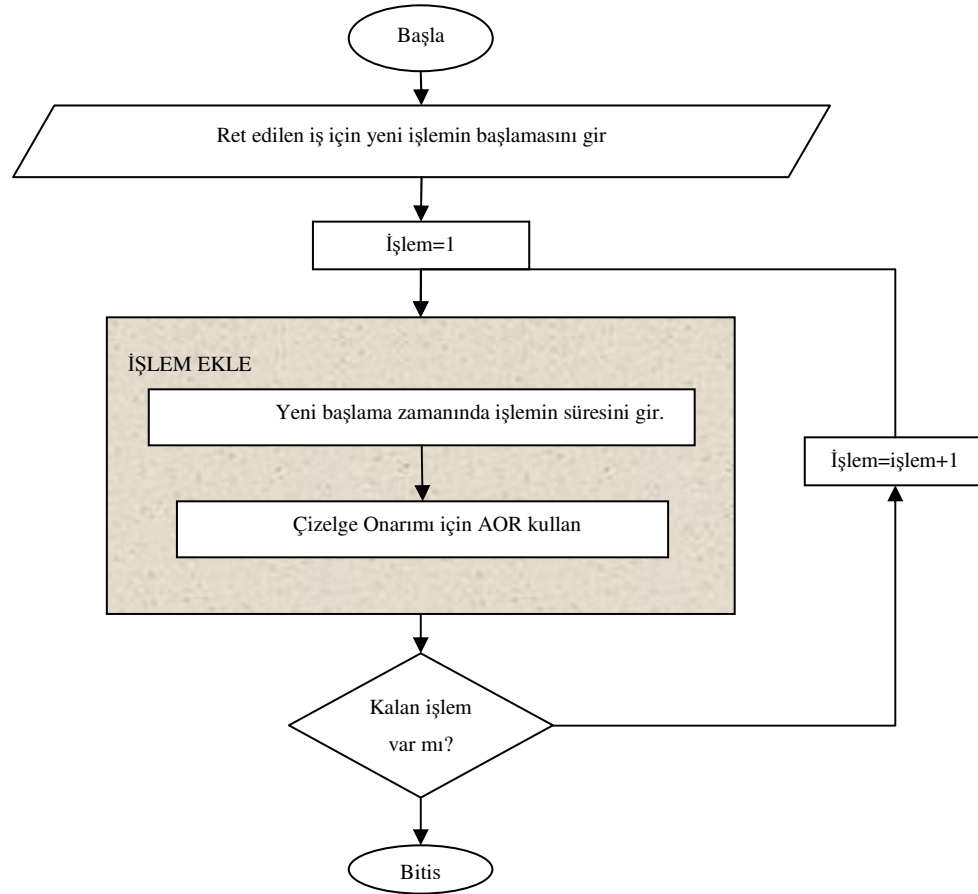 Başla
Ret edilen iş için yeni işlemin başlamasını gir
İşlem=1
İŞLEM EKLE
Yeni başlama zamanında işlemin süresini gir.
İşlem=işlem+1
Çizelge Onarımı için AOR kullan
Kalan işlem
var mı?
Bitis